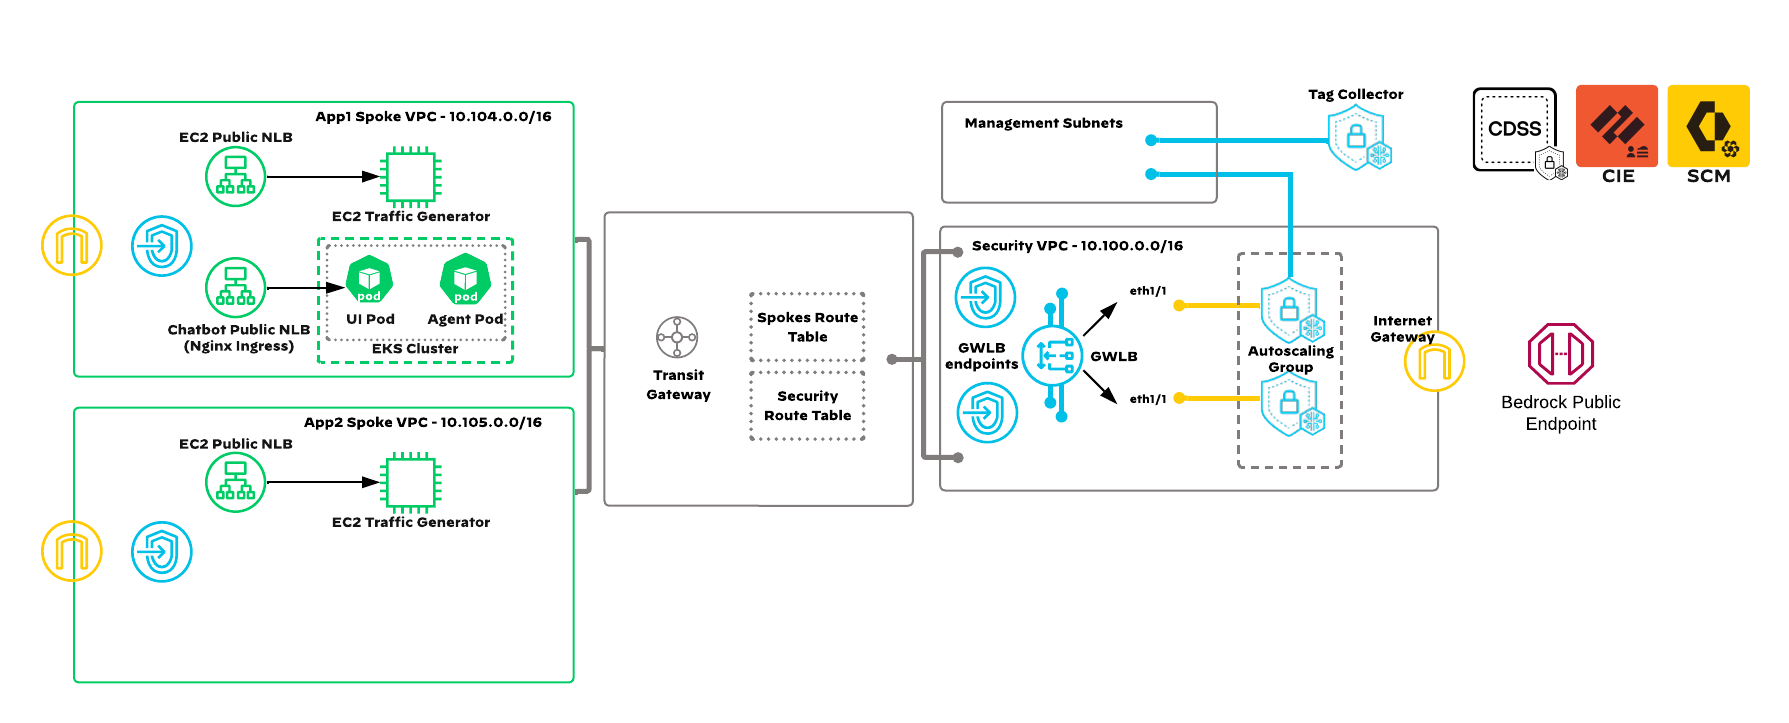 App1 Spoke VPC - 10.104.0.0/16
EC2 Public NLB
EC2 Traffic Generator
pod
pod
UI Pod
Agent Pod
Chatbot Public NLB
(Nginx Ingress)
EKS Cluster
App2 Spoke VPC - 10.105.0.0/16
EC2 Public NLB
EC2 Traffic Generator
Transit
Gateway
Spokes Route
Table
Security
Route Table
Management Subnets
Tag Collector
CDSS
CIE
SCM
Security VPC - 10.100.0.0/16
eth1/1
GWLB
endpoints
GWLB
eth1/1
Autoscaling
Group
Internet
Gateway
Bedrock Public
Endpoint